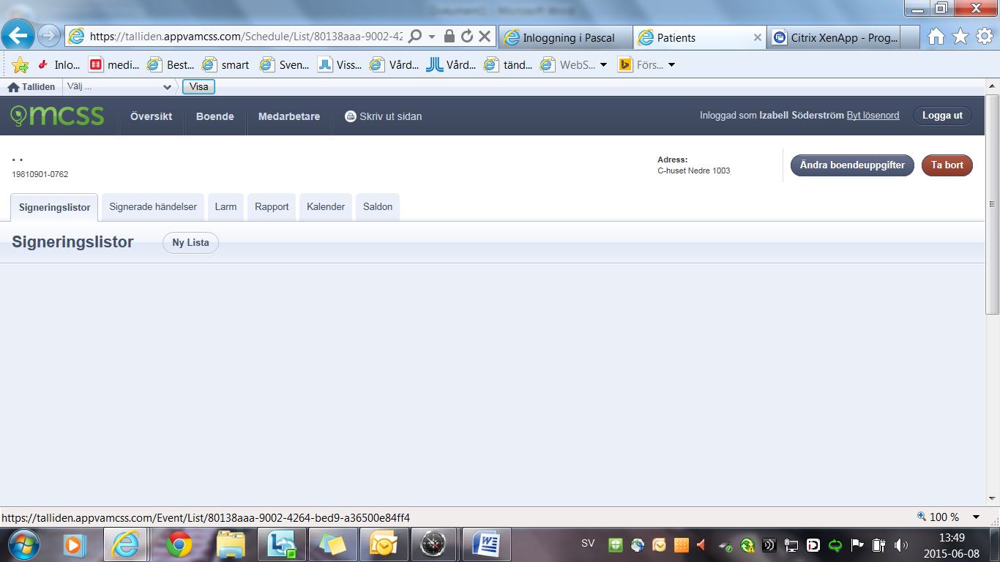 Dokument1 - Microsoft Word
https://talliden.appvamcss.com/Schedule/List/80138aaa-9002-42
Inloggning i Pascal
Patients
Citrix XenApp - Prog...
Inlo...
medi...
Best...
smart
Sven...
Viss...
Vård...
Vård...
tänd...
WebS...
Förs...
Talliden
Välj ...
Visa
mcss
Översikt
Boende
Medarbetare
Skriv ut sidan
Inloggad som Izabell Söderström Byt lösenord
Logga ut
. .
19810901-0762
Adress:
C-huset Nedre 1003
Ändra boendeuppgifter
Ta bort
Signeringslistor
Signerade händelser
Larm
Rapport
Kalender
Saldon
Signeringslistor
Ny Lista
https://talliden.appvamcss.com/Event/List/80138aaa-9002-4264-bed9-a36500e84ff4
100 %
SV
13:49
2015-06-08